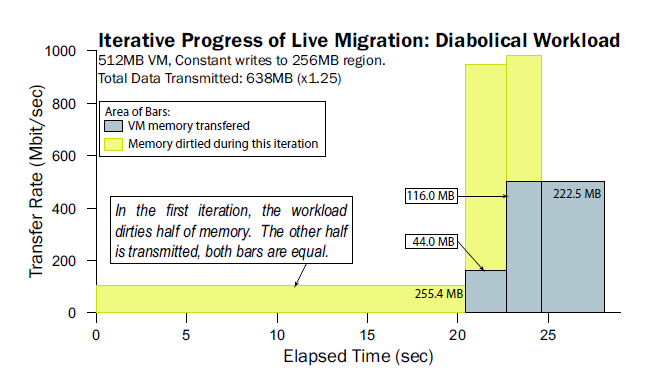 Iterative Progress of Live Migration: Diabolical Workload
512MB VM, Constant writes to 256MB region.
Total Data Transmitted: 638MB (x1.25)
Area of Bars:
VM memory transfered
Memory dirtied during this iteration
In the first iteration, the workload
dirties half of memory. The other half
is transmitted, both bars are equal.
116.0 MB
222.5 MB
44.0 MB
255.4 MB
Transfer Rate (Mbit/sec)
1000
800
600
400
200
0
0 5 10 15 20 25
Elapsed Time (sec)